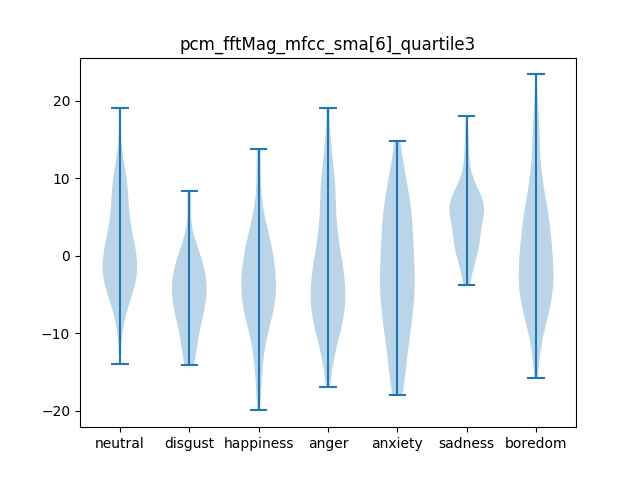 pcm_fftMag_mfcc_sma[6]_quartile3
20
10
0
−10
−20
neutral disgust happiness anger anxiety sadness boredom